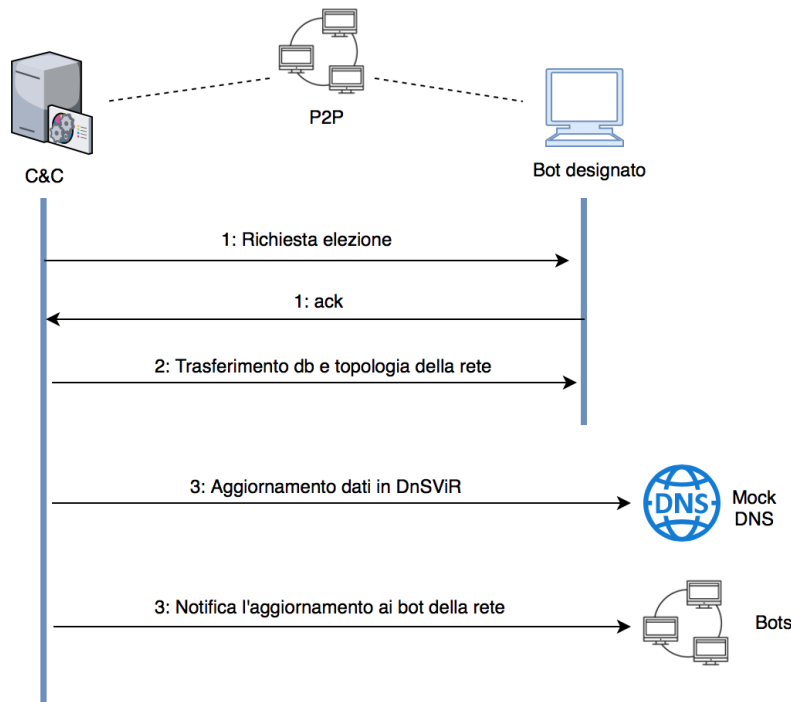 P2P
C&C
Bot designato
1: Richiesta elezione
1: ack
2: Trasferimento db e topologia della rete
3: Aggiornamento dati in DnSViR
DNS
Mock
DNS
3: Notifica l'aggiornamento ai bot della rete
Bots